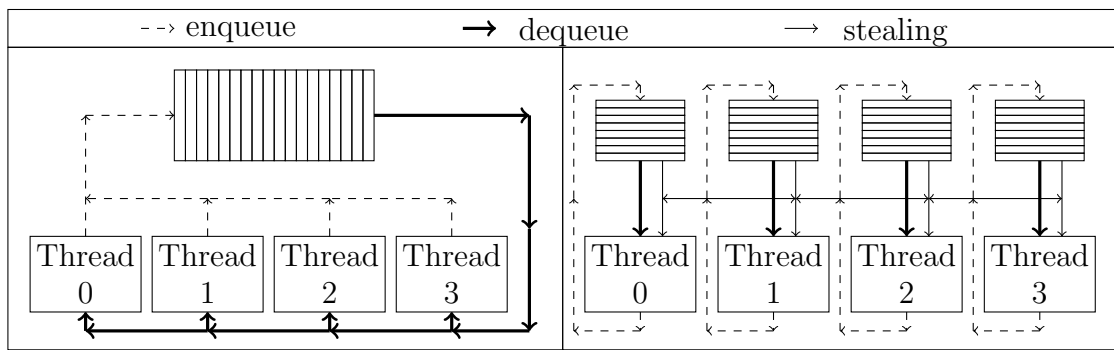 enqueue dequeue stealing
Thread Thread Thread Thread Thread Thread Thread Thread
0 1 2 3 0 1 2 3